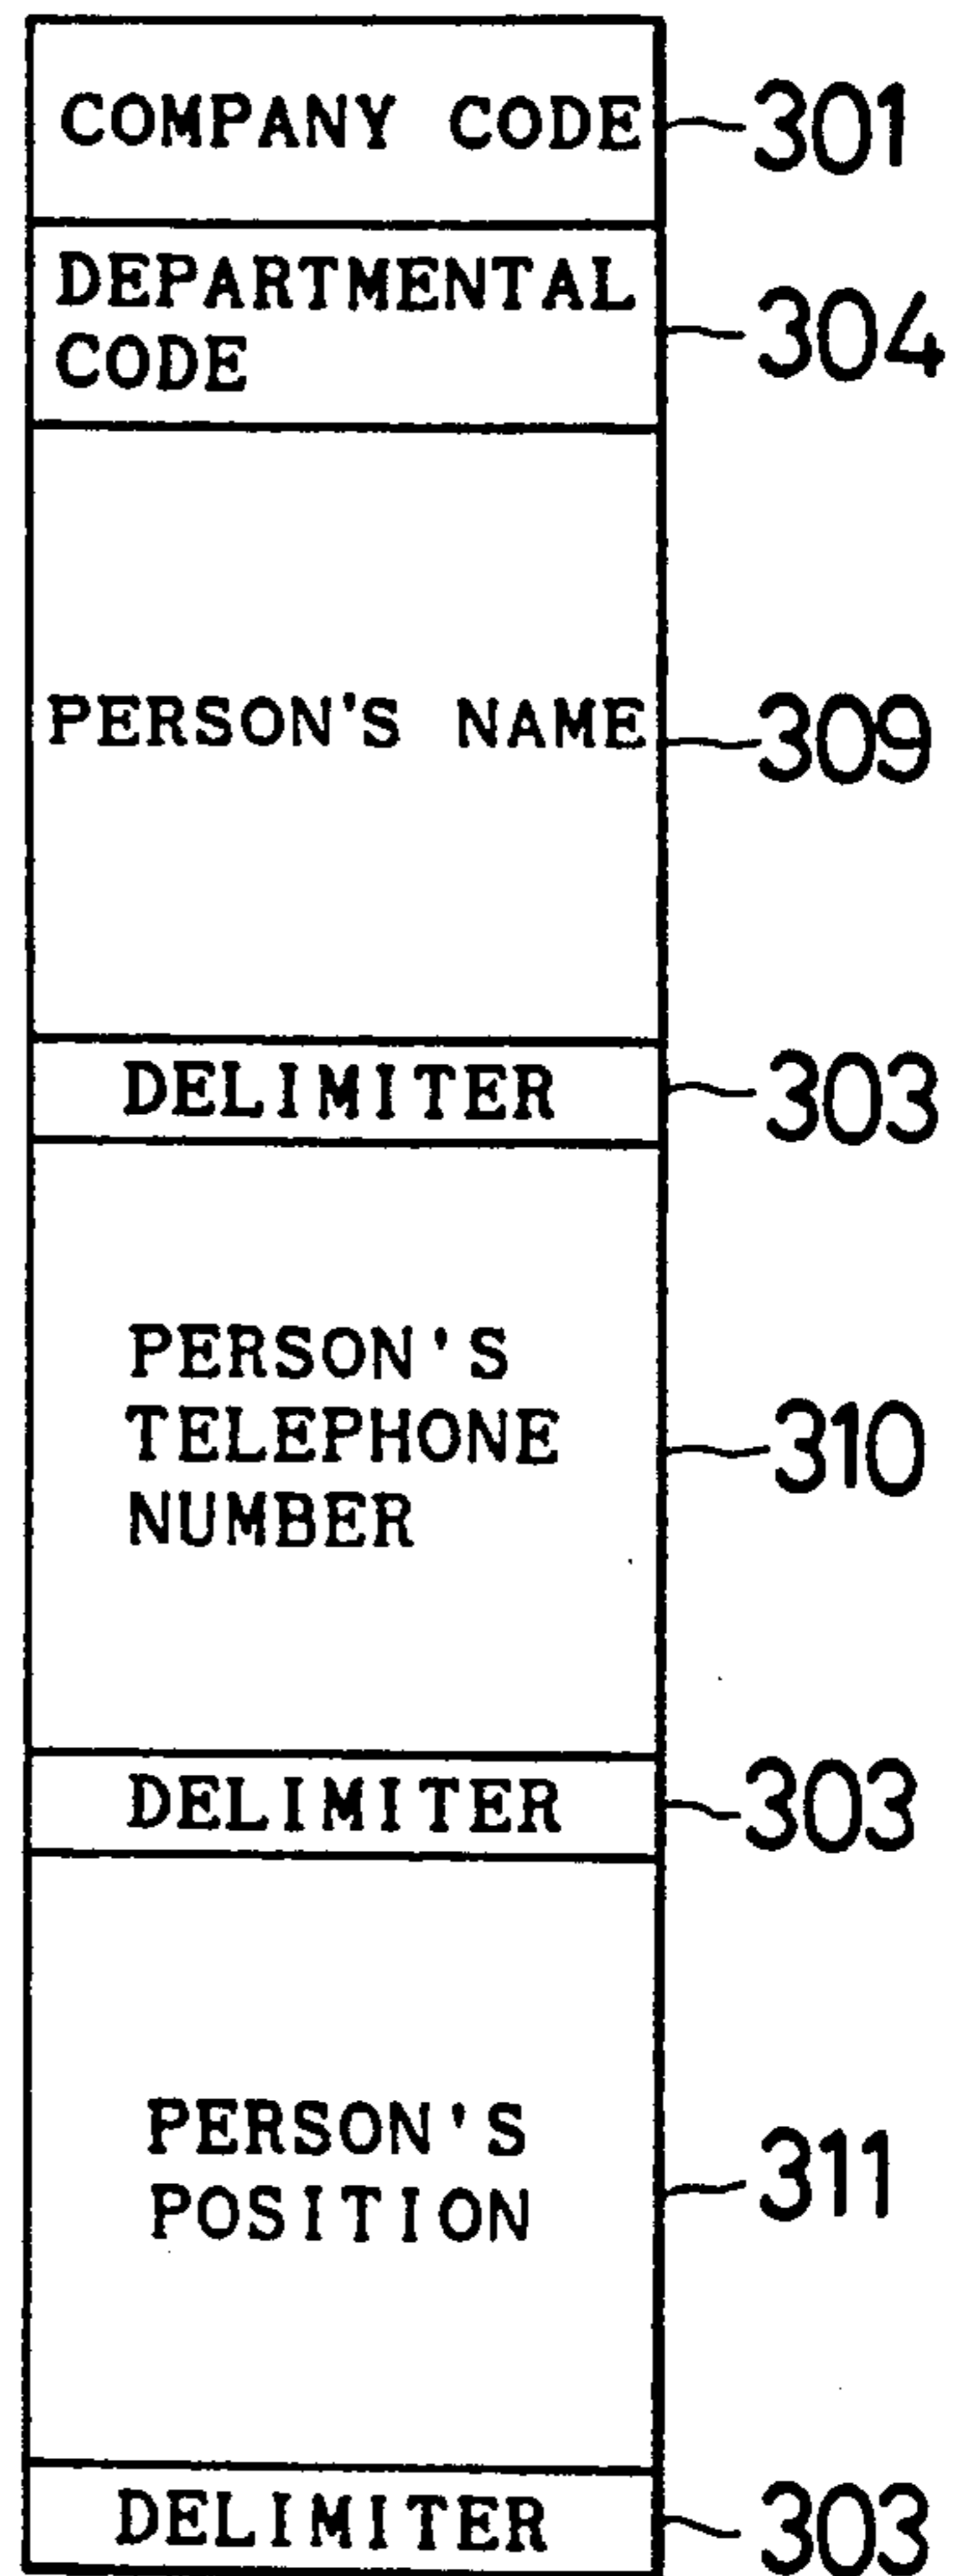 COMPANY CODE 301
DEPARTMENTAL
CODE 304
PERSON'S NAME 309
DELIMITER 303
PERSON'S
TELEPHONE 310
NUMBER
DELIMITER 303
PERSON'S
POSITION 311
DELIMITER 303